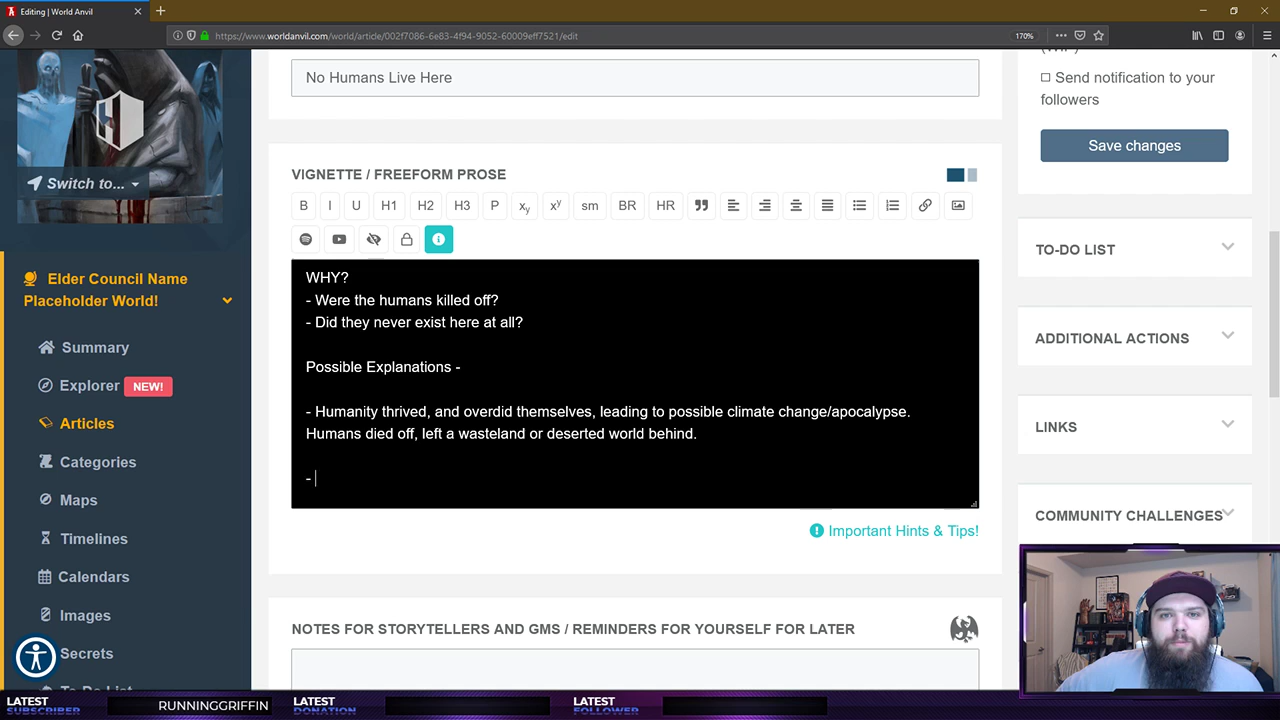 Editing | World Anvil
https://www.worldanvil.com/world/article/002f7086-6e83-4f94-9052-60009eff7521/edit
170%
Switch to...
Elder Council Name
Placeholder World!
Summary
Explorer NEW!
Articles
Categories
Maps
Timelines
Calendars
Images
Secrets
To Do List
No Humans Live Here
VIGNETTE / FREEFORM PROSE
B I U H1 H2 H3 P xy xy sm BR HR
WHY?
- Were the humans killed off?
- Did they never exist here at all?
Possible Explanations -
- Humanity thrived, and overdid themselves, leading to possible climate change/apocalypse.
Humans died off, left a wasteland or deserted world behind.
-
Important Hints & Tips!
NOTES FOR STORYTELLERS AND GMS / REMINDERS FOR YOURSELF FOR LATER
(WIP)
Send notification to your
followers
Save changes
TO-DO LIST
ADDITIONAL ACTIONS
LINKS
COMMUNITY CHALLENGES
LATEST
SUBSCRIBER
RUNNINGGRIFFIN
LATEST
DONATION
LATEST
FOLLOWER